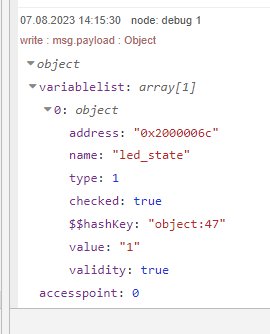 07.08.2023 14:15:30 node: debug 1
write : msg.payload : Object
object
variablelist: array[1]
0: object
address: "0x2000006c"
name: "led_state"
type: 1
checked: true
$$hashKey: "object:47"
value: "1"
validity: true
accesspoint: 0